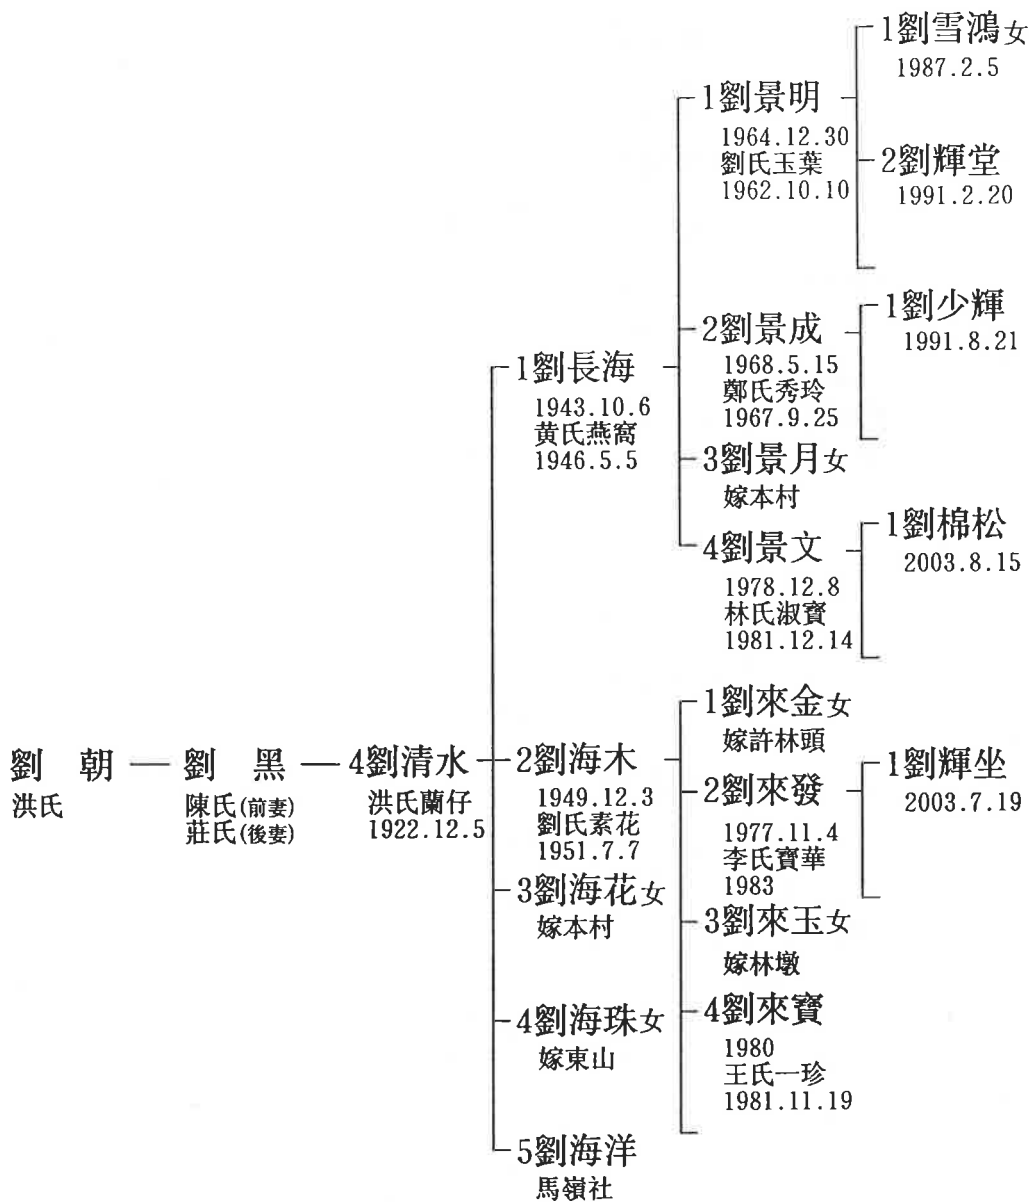 劉　朝
洪氏
劉　黑
陳氏(前妻)
莊氏(後妻)
4劉清水
洪氏蘭仔
1922.12.5
1劉長海
1943.10.6
黄氏燕窩
1946.5.5
1劉景明
1964.12.30
劉氏玉葉
1962.10.10
1劉雪鴻女
1987.2.5
2劉輝堂
1991.2.20
2劉景成
1968.5.15
鄭氏秀玲
1967.9.25
1劉少輝
1991.8.21
3劉景月女
嫁本村
4劉景文
1978.12.8
林氏淑寶
1981.12.14
1劉棉松
2003.8.15
2劉海木
1949.12.3
劉氏素花
1951.7.7
1劉來金女
嫁許林頭
2劉來發
1977.11.4
李氏寶華
1983
1劉輝坐
2003.7.19
3劉來玉女
嫁林墩
4劉來寶
1980
王氏一珍
1981.11.19
3劉海花女
嫁本村
4劉海珠女
嫁東山
5劉海洋
馬嶺社